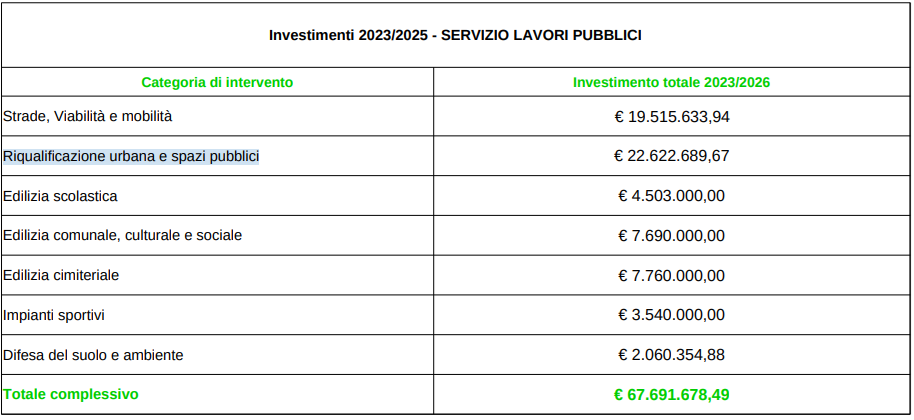 Investimenti 2023/2025 - SERVIZIO LAVORI PUBBLICI
Categoria di intervento Investimento totale 2023/2026
Strade, Viabilità e mobilità € 19.515.633,94
Riqualificazione urbana e spazi pubblici € 22.622.689,67
Edilizia scolastica € 4.503.000,00
Edilizia comunale, culturale e sociale € 7.690.000,00
Edilizia cimiteriale € 7.760.000,00
Impianti sportivi € 3.540.000,00
Difesa del suolo e ambiente € 2.060.354,88
Totale complessivo € 67.691.678,49